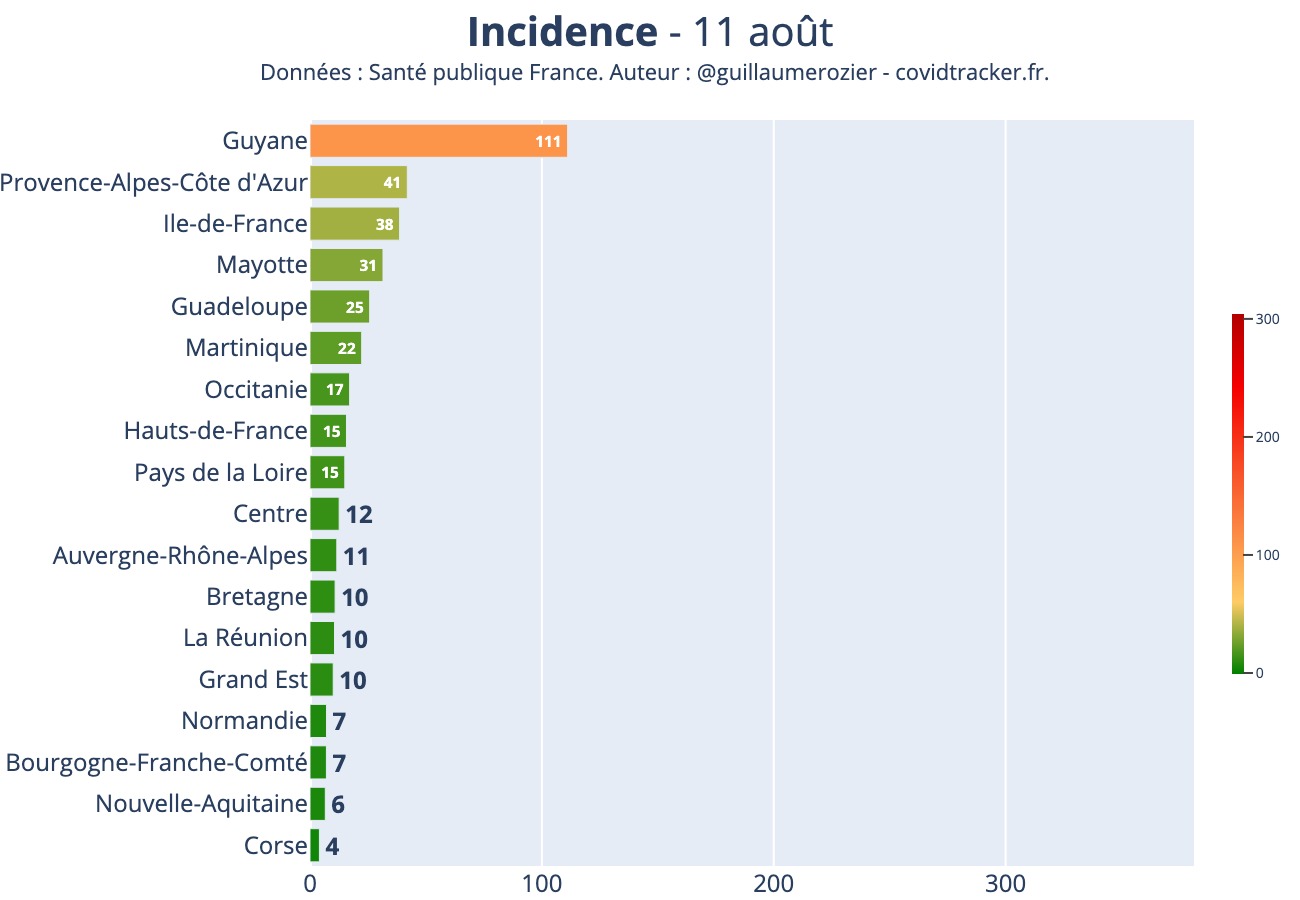 Incidence - 11 août
Données : Santé publique France. Auteur : @guillaumerozier - covidtracker.fr.
Guyane 111
Provence-Alpes-Côte d'Azur 41
Ile-de-France 38
Mayotte 31
Guadeloupe 25
Martinique 22
Occitanie 17
Hauts-de-France 15
Pays de la Loire 15
Centre 12
Auvergne-Rhône-Alpes 11
Bretagne 10
La Réunion 10
Grand Est 10
Normandie 7
Bourgogne-Franche-Comté 7
Nouvelle-Aquitaine 6
Corse 4
0 100 200 300
300
200
100
0